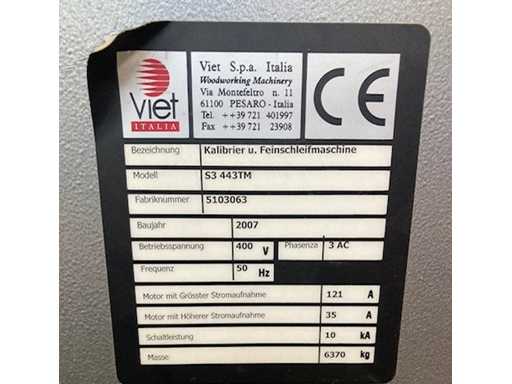 Viet
ITALIA
Viet S.p.a. Italia
Woodworking Machinery
Via Montefeltro n. 11
61100 PESARO - Italia
Tel. ++39 721 401997
Fax ++39 721 23908
CE
Bezeichnung Kalibrier u. Feinschleifmaschine
Modell S3 443TM
Fabriknummer 5103063
Baujahr 2007
Betriebsspannung 400 V Phasenza 3 AC
Frequenz 50 Hz
Motor mit Grösster Stromaufnahme 121 A
Motor mit Höherer Stromaufnahme 35 A
Schaltleistung 10 kA
Masse 6370 kg